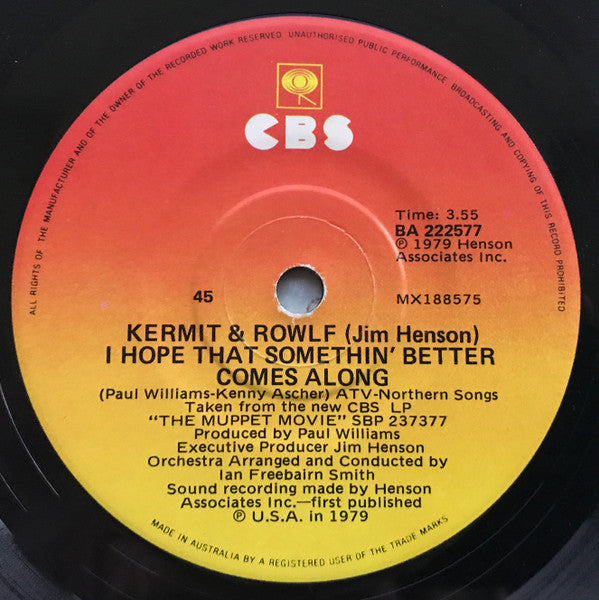 ALL RIGHTS OF THE MANUFACTURER AND OF THE OWNER OF THE RECORDED WORK RESERVED. UNAUTHORISED PUBLIC PERFORMANCE, BROADCASTING AND COPYING OF THIS RECORD PROHIBITED
CBS
Time: 3.55
BA 222577
℗ 1979 Henson
Associates Inc.
45
MX188575
KERMIT & ROWLF (Jim Henson)
I HOPE THAT SOMETHIN' BETTER
COMES ALONG
(Paul Williams-Kenny Ascher) ATV-Northern Songs
Taken from the new CBS LP
"THE MUPPET MOVIE" SBP 237377
Produced by Paul Williams
Executive Producer Jim Henson
Orchestra Arranged and Conducted by
Ian Freebairn Smith
Sound recording made by Henson
Associates Inc.—first published
℗ U.S.A. in 1979
MADE IN AUSTRALIA BY A REGISTERED USER OF THE TRADE MARKS